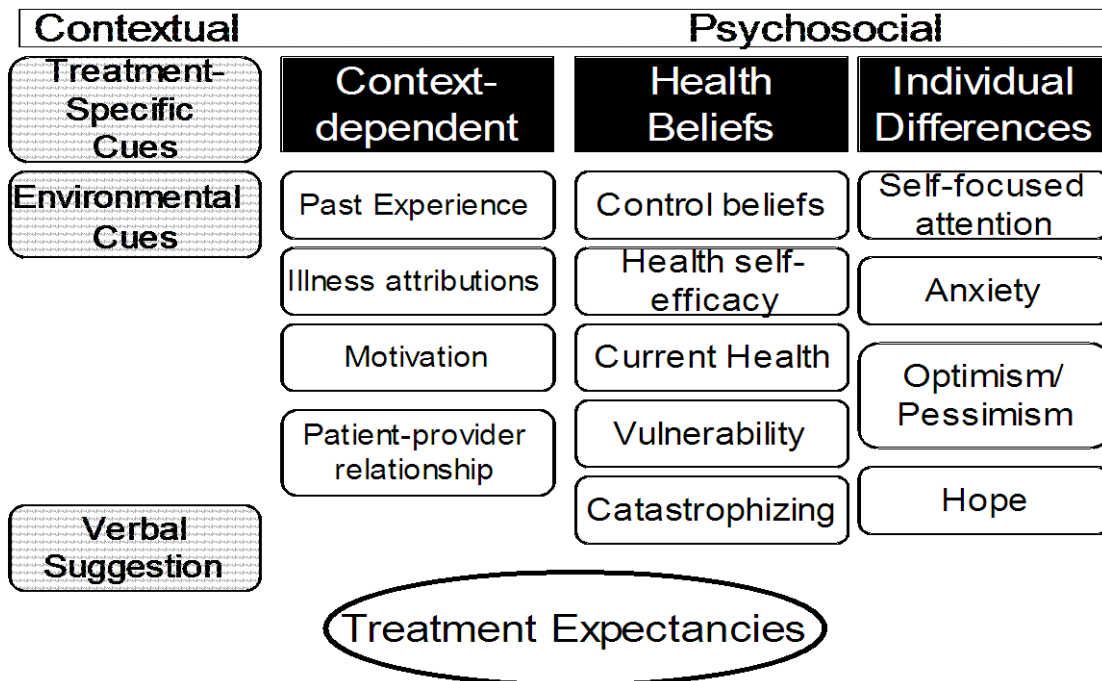 Contextual
Psychosocial
Treatment-
Specific
Cues
Environmental
Cues
Verbal
Suggestion
Context-
dependent
Past Experience
Illness attributions
Motivation
Patient-provider
relationship
Health
Beliefs
Control beliefs
Health self-
efficacy
Current Health
Vulnerability
Catastrophizing
Individual
Differences
Self-focused
attention
Anxiety
Optimism/
Pessimism
Hope
Treatment Expectancies